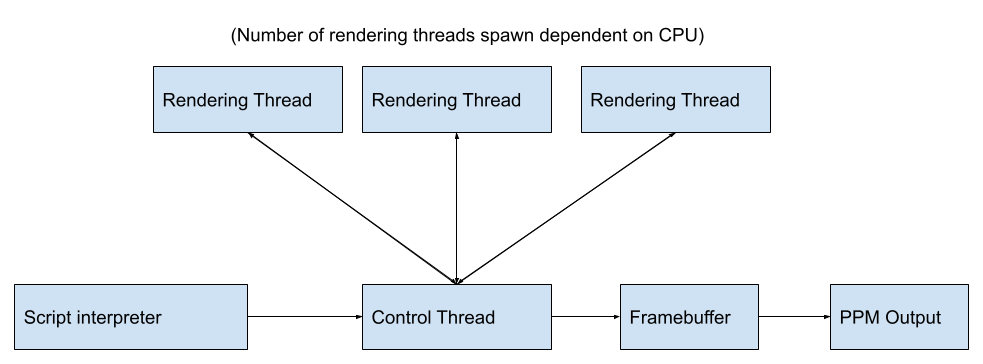 (Number of rendering threads spawn dependent on CPU)
Rendering Thread
Rendering Thread
Rendering Thread
Script interpreter
Control Thread
Framebuffer
PPM Output